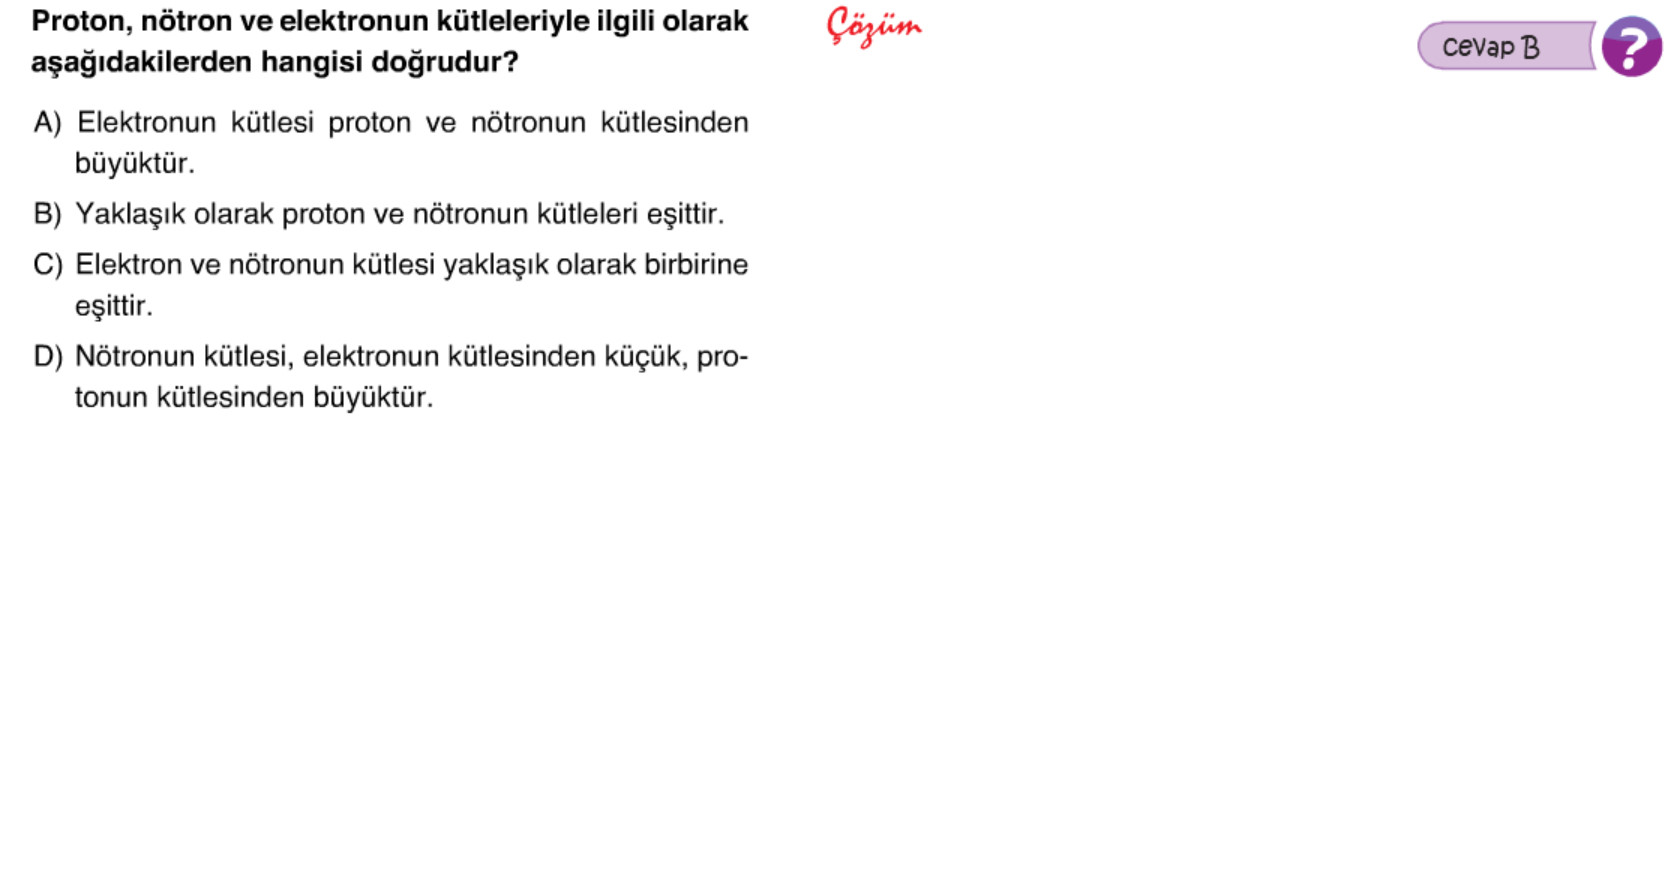 Proton, nötron ve elektronun kütleleriyle ilgili olarak
aşağıdakilerden hangisi doğrudur?
A) Elektronun kütlesi proton ve nötronun kütlesinden
büyüktür.
B) Yaklaşık olarak proton ve nötronun kütleleri eşittir.
C) Elektron ve nötronun kütlesi yaklaşık olarak birbirine
eşittir.
D) Nötronun kütlesi, elektronun kütlesinden küçük, pro-
tonun kütlesinden büyüktür.
Çözüm
cevap B
?